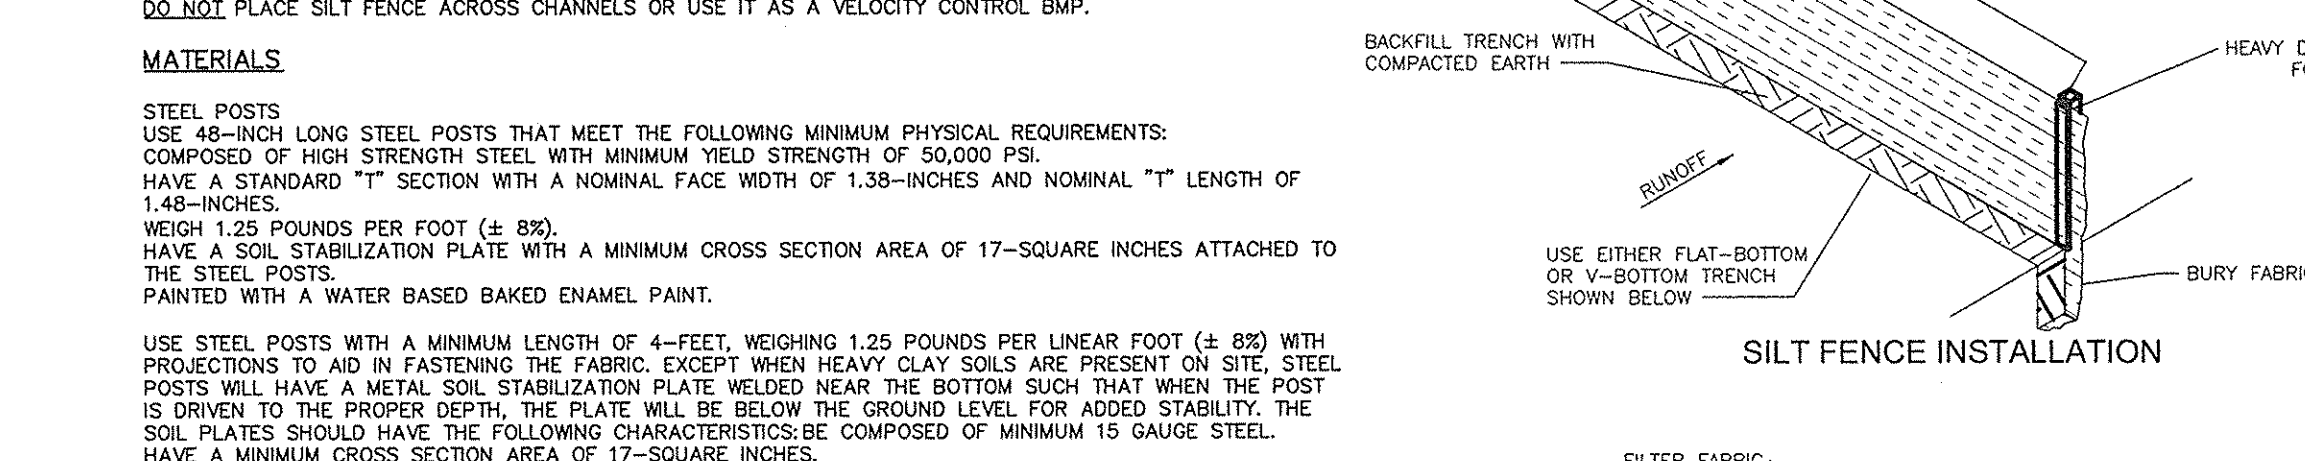 DO NOT PLACE SILT FENCE ACROSS CHANNELS OR USE IT AS A VELOCITY CONTROL BMP.
MATERIALS
STEEL POSTS
USE 48-INCH LONG STEEL POSTS THAT MEET THE FOLLOWING MINIMUM PHYSICAL REQUIREMENTS:
COMPOSED OF HIGH STRENGTH STEEL WITH MINIMUM YIELD STRENGTH OF 50,000 PSI.
HAVE A STANDARD "T" SECTION WITH A NOMINAL FACE WIDTH OF 1.38-INCHES AND NOMINAL "T" LENGTH OF
1.48-INCHES.
WEIGH 1.25 POUNDS PER FOOT (± 8%).
HAVE A SOIL STABILIZATION PLATE WITH A MINIMUM CROSS SECTION AREA OF 17-SQUARE INCHES ATTACHED TO
THE STEEL POSTS.
PAINTED WITH A WATER BASED BAKED ENAMEL PAINT.
USE STEEL POSTS WITH A MINIMUM LENGTH OF 4-FEET, WEIGHING 1.25 POUNDS PER LINEAR FOOT (± 8%) WITH
PROJECTIONS TO AID IN FASTENING THE FABRIC. EXCEPT WHEN HEAVY CLAY SOILS ARE PRESENT ON SITE, STEEL
POSTS WILL HAVE A METAL SOIL STABILIZATION PLATE WELDED NEAR THE BOTTOM SUCH THAT WHEN THE POST
IS DRIVEN TO THE PROPER DEPTH, THE PLATE WILL BE BELOW THE GROUND LEVEL FOR ADDED STABILITY. THE
SOIL PLATES SHOULD HAVE THE FOLLOWING CHARACTERISTICS:BE COMPOSED OF MINIMUM 15 GAUGE STEEL.
HAVE A MINIMUM CROSS SECTION AREA OF 17-SQUARE INCHES.
BACKFILL TRENCH WITH
COMPACTED EARTH
HEAVY
RUNOFF
USE EITHER FLAT-BOTTOM
OR V-BOTTOM TRENCH
SHOWN BELOW
BURY
SILT FENCE INSTALLATION
FILTER FABRIC